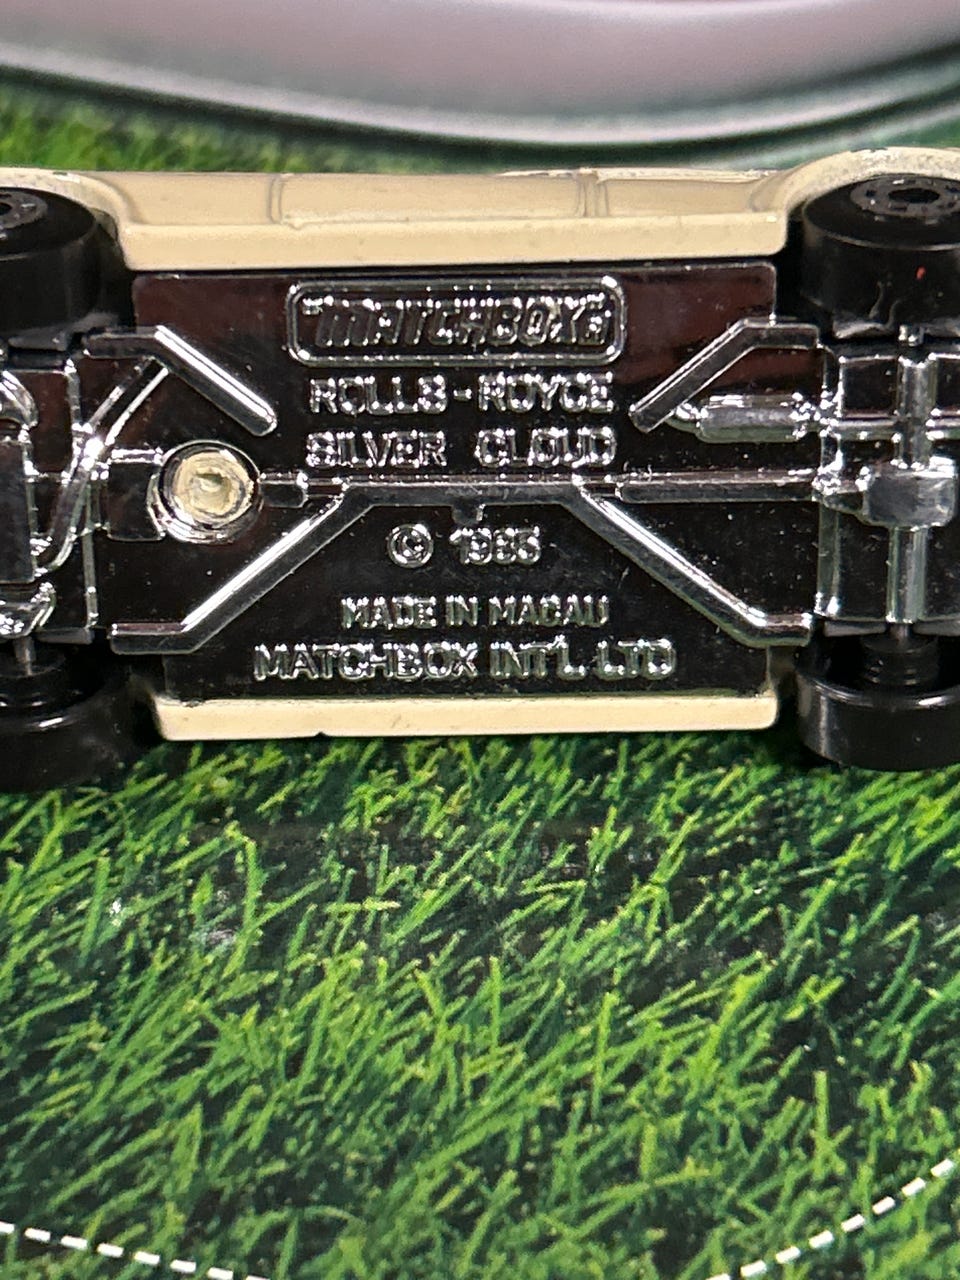 "MATCHBOX"®
ROLLS-ROYCE
SILVER CLOUD
© 1985
MADE IN MACAU
MATCHBOX INT'L LTD